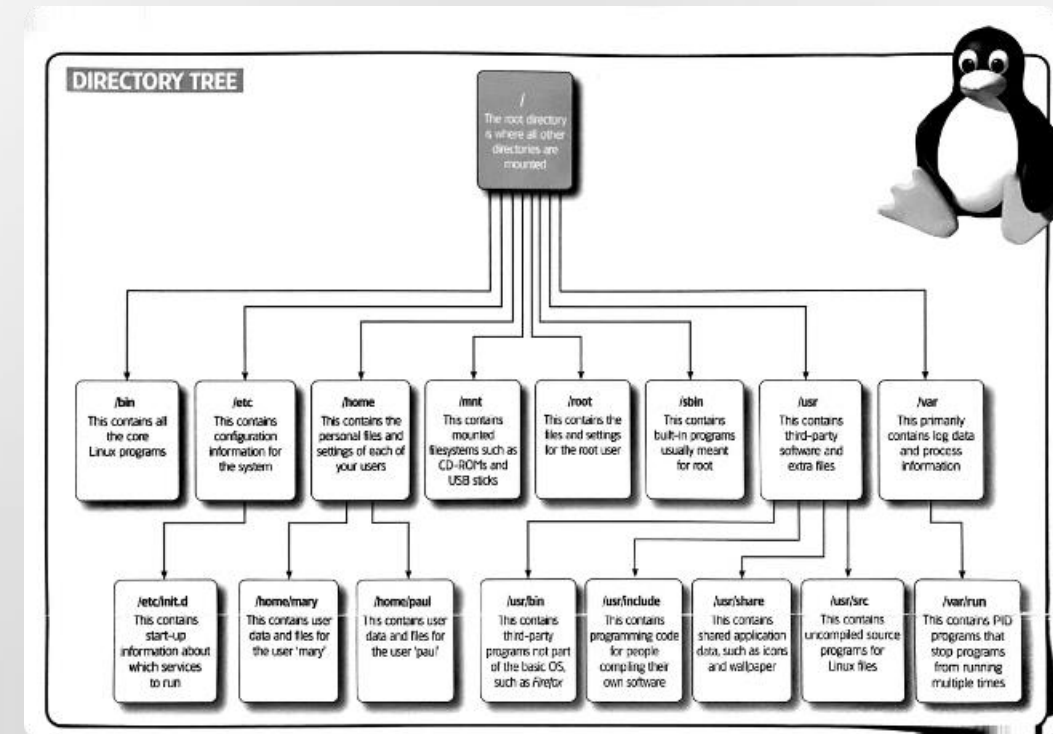 DIRECTORY TREE
/
The root directory
is where all other
directories are
mounted
/bin
This contains all
the core
Linux programs
/etc
This contains
configuration
information for
the system
/home
This contains the
personal files and
settings of each of
your users
/mnt
This contains
mounted
filesystems such as
CD-ROMs and
USB sticks
/root
This contains the
files and settings
for the root user
/sbin
This contains
built-in programs
usually meant
for root
/usr
This contains
third-party
software and
extra files
/var
This primarily
contains log data
and process
information
/etc/init.d
This contains
start-up
information about
which services
to run
/home/mary
This contains user
data and files for
the user 'mary'
/home/paul
This contains user
data and files for
the user 'paul'
/usr/bin
This contains
third-party
programs not part
of the basic OS,
such as Firefox
/usr/include
This contains
programming code
for people
compiling their
own software
/usr/share
This contains
shared application
data, such as icons
and wallpaper
/usr/src
This contains
uncompiled source
programs for
Linux files
/var/run
This contains PID
programs that
stop programs
from running
multiple times